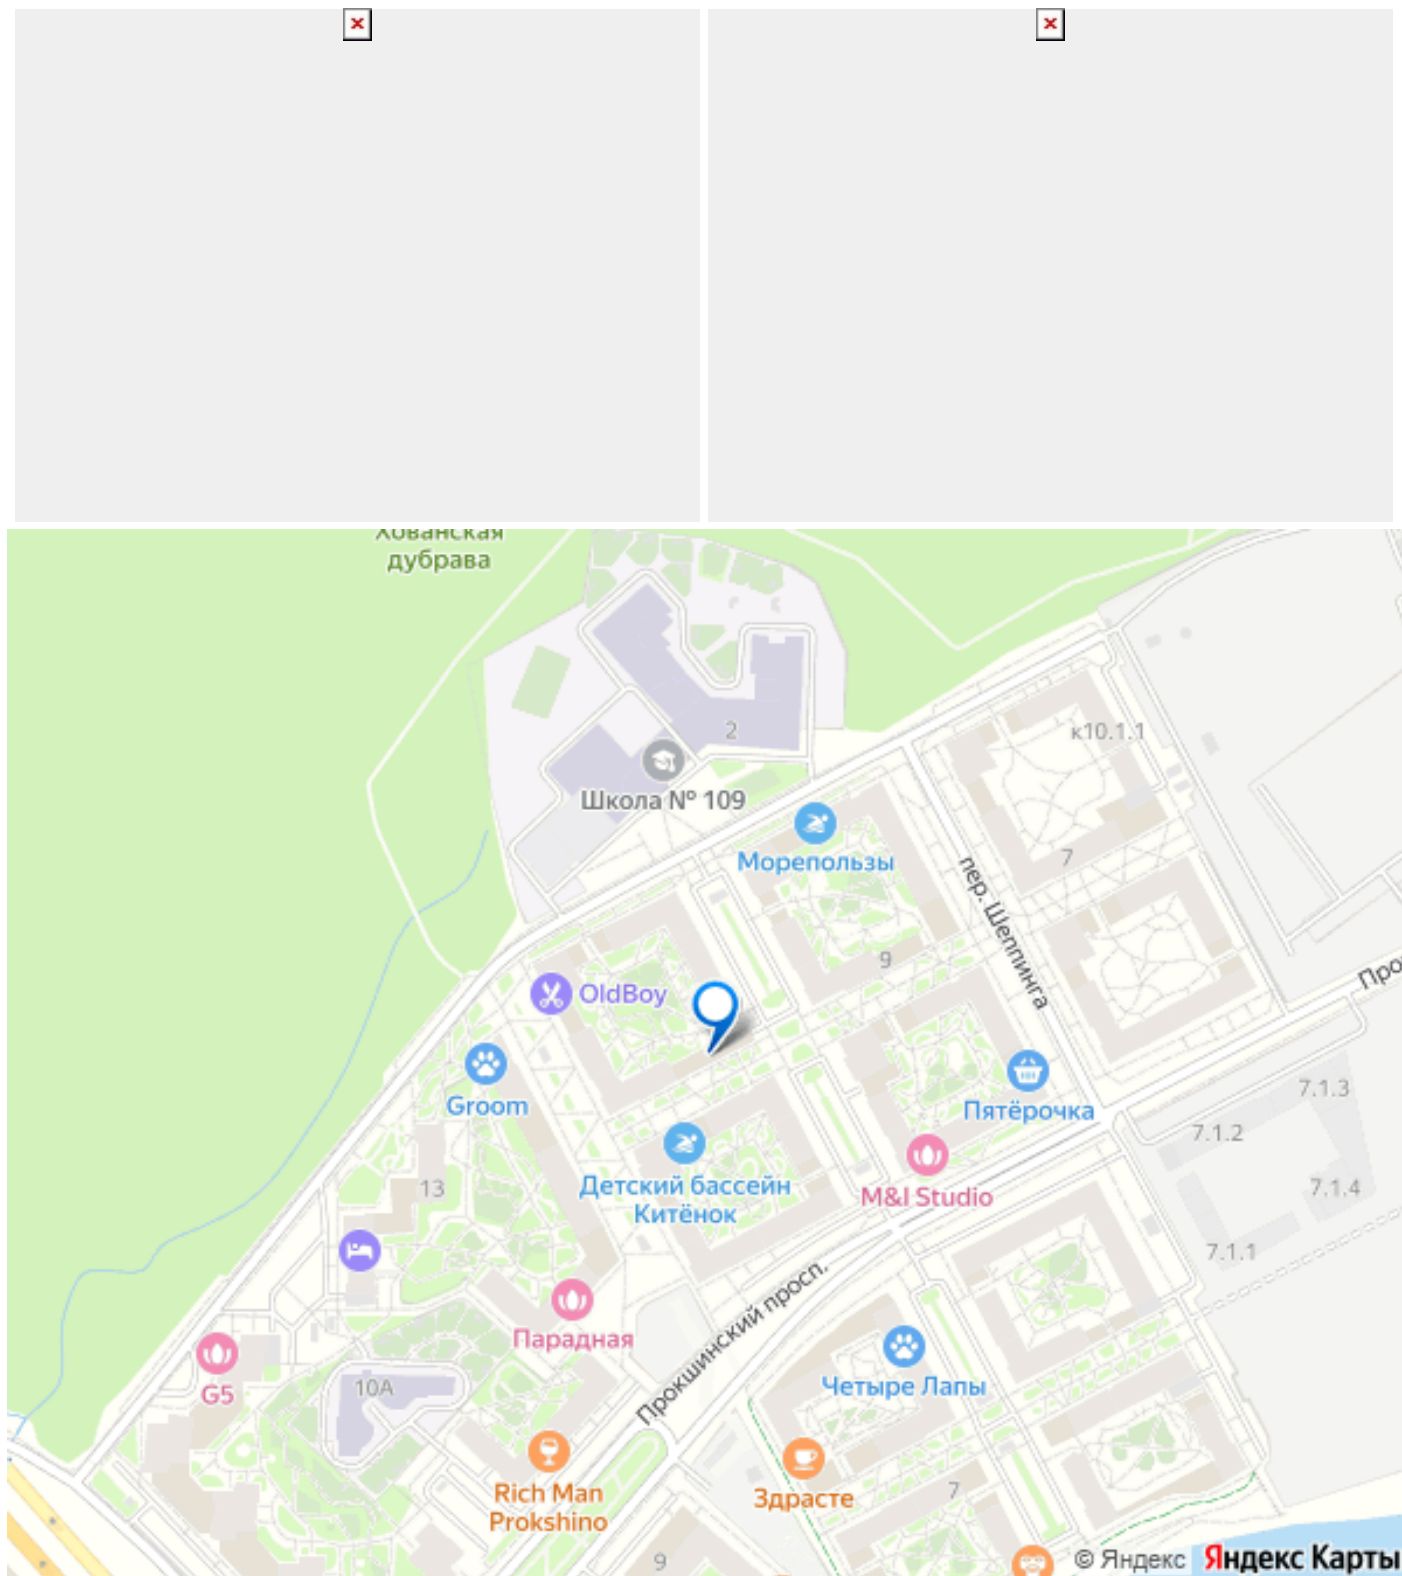 Хованская
дубрава
2
к10.1.1
Школа № 109
Морепользы
7
пер. Шеппинга
9
Про
OldBoy
Groom
Пятёрочка
7.1.3
7.1.2
Детский бассейн
Китёнок
M&I Studio
7.1.4
13
7.1.1
Парадная
Прокшинский просп.
G5
10А
Четыре Лапы
Rich Man
Prokshino
Здрасте
7
9
© Яндекс Яндекс Карты